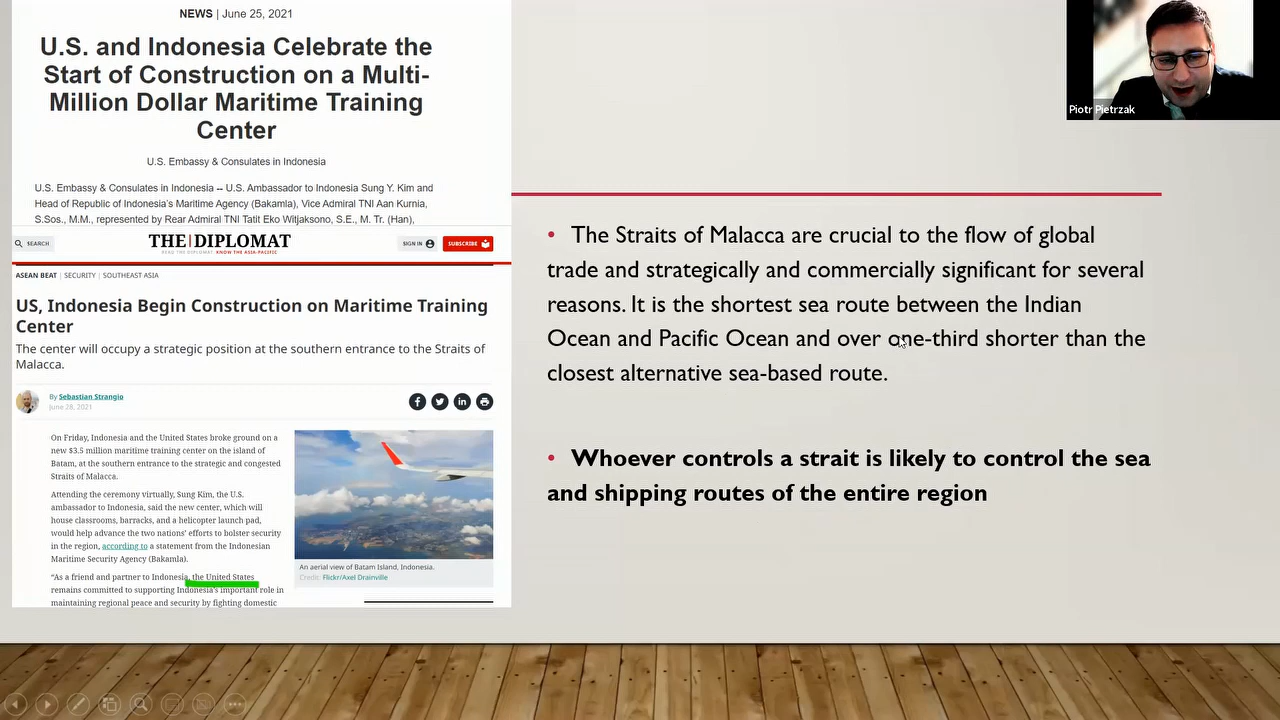 NEWS | June 25, 2021
U.S. and Indonesia Celebrate the
Start of Construction on a Multi-
Million Dollar Maritime Training
Center
U.S. Embassy & Consulates in Indonesia
U.S. Embassy & Consulates in Indonesia -- U.S. Ambassador to Indonesia Sung Y. Kim and
Head of Republic of Indonesia's Maritime Agency (Bakamla), Vice Admiral TNI Aan Kurnia,
S.Sos., M.M., represented by Rear Admiral TNI Tatit Eko Witjaksono, S.E., M. Tr. (Han),
SEARCH
THE|DIPLOMAT
READ THE DIPLOMAT, KNOW THE ASIA-PACIFIC
SIGN IN
SUBSCRIBE
ASEAN BEAT | SECURITY | SOUTHEAST ASIA
US, Indonesia Begin Construction on Maritime Training
Center
The center will occupy a strategic position at the southern entrance to the Straits of
Malacca.
By Sebastian Strangio
June 28, 2021
On Friday, Indonesia and the United States broke ground on a
new $3.5 million maritime training center on the island of
Batam, at the southern entrance to the strategic and congested
Straits of Malacca.
Attending the ceremony virtually, Sung Kim, the U.S.
ambassador to Indonesia, said the new center, which will
house classrooms, barracks, and a helicopter launch pad,
would help advance the two nations' efforts to bolster security
in the region, according to a statement from the Indonesian
Maritime Security Agency (Bakamla).
"As a friend and partner to Indonesia, the United States
remains committed to supporting Indonesia's important role in
maintaining regional peace and security by fighting domestic
An aerial view of Batam Island, Indonesia.
Credit: Flickr/Axel Drainville
• The Straits of Malacca are crucial to the flow of global
trade and strategically and commercially significant for several
reasons. It is the shortest sea route between the Indian
Ocean and Pacific Ocean and over one-third shorter than the
closest alternative sea-based route.
• Whoever controls a strait is likely to control the sea
and shipping routes of the entire region
Piotr Pietrzak